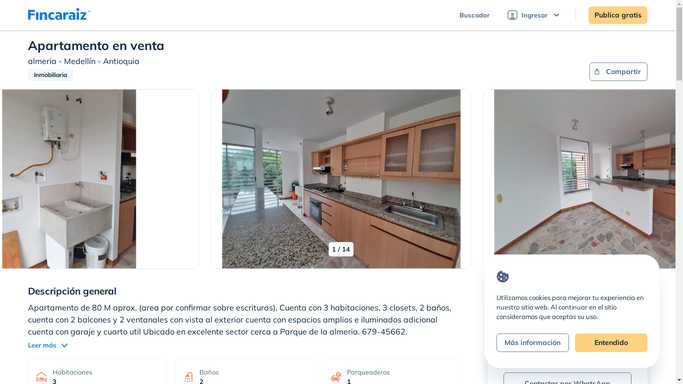 Fincaraiz
Buscador
Ingresar
Publica gratis
Apartamento en venta
almeria - Medellín - Antioquia
Inmobiliaria
Compartir
1 / 14
Descripción general
Apartamento de 80 M aprox. (area por confirmar sobre escrituras), Cuenta con 3 habitaciones, 3 closets, 2 baños,
cuenta con 2 balcones y 2 ventanales con vista al exterior cuenta con espacios amplios e iluminados adicional
cuenta con garaje y cuarto util Ubicado en excelente sector cerca a Parque de la almeria. 679-45662.
Leer más
Habitaciones
3
Baños
2
Parqueaderos
1
Utilizamos cookies para mejorar tu experiencia en
nuestro sitio web. Al continuar en el sitio
consideramos que aceptas su uso.
Más información
Entendido
Contactar por WhatsApp